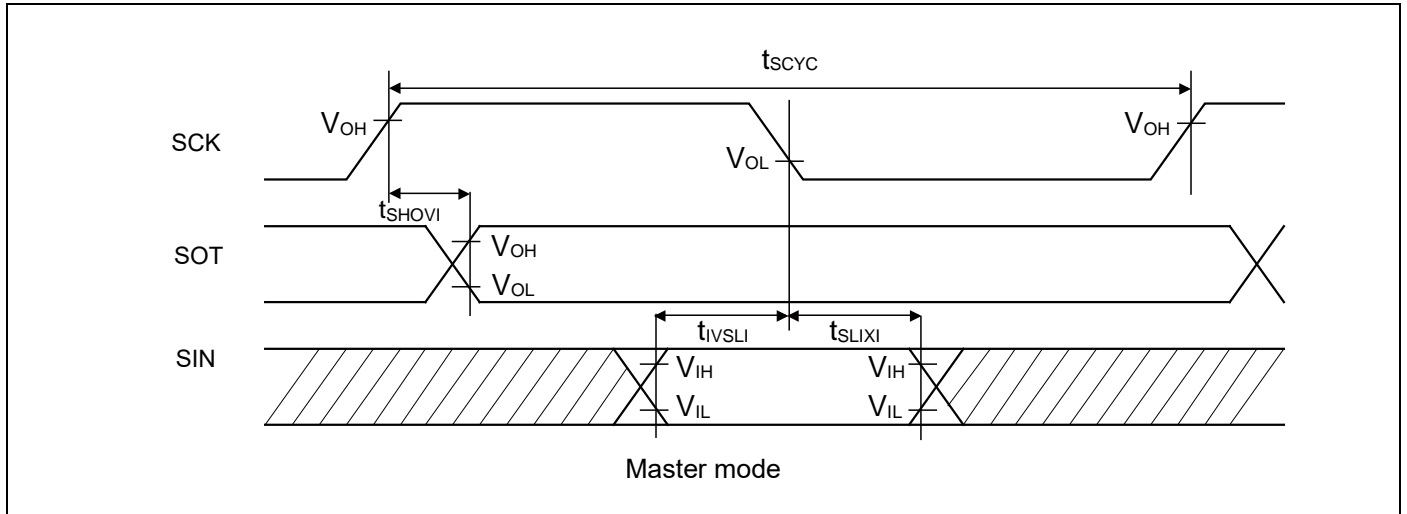 tSCYC
VOH
VOH
SCK
VOL
tSHOVI
SOT
VOH
VOL
tIVSLI
tSLIXI
SIN
VIH
VIH
VIL
VIL
Master mode